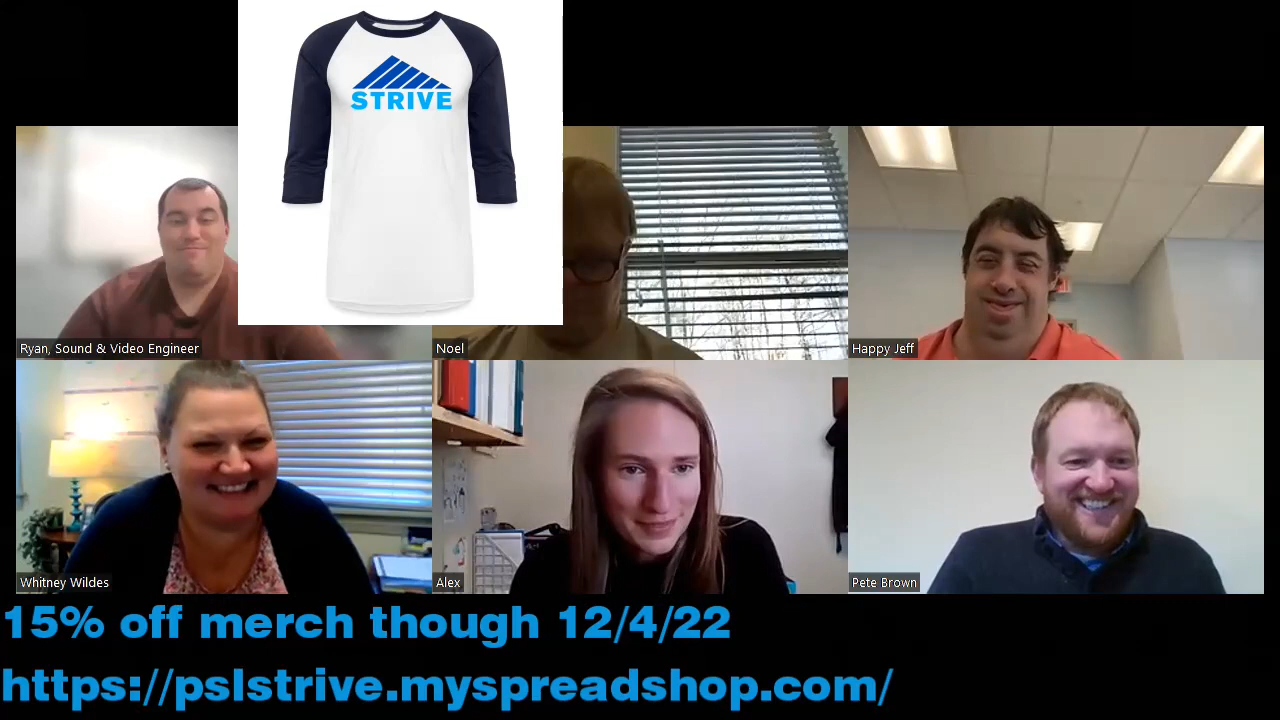 STRIVE
Ryan, Sound & Video Engineer
Noel
Happy Jeff
Whitney Wildes
Alex
Pete Brown
15% off merch though 12/4/22
https://pslstrive.myspreadshop.com/